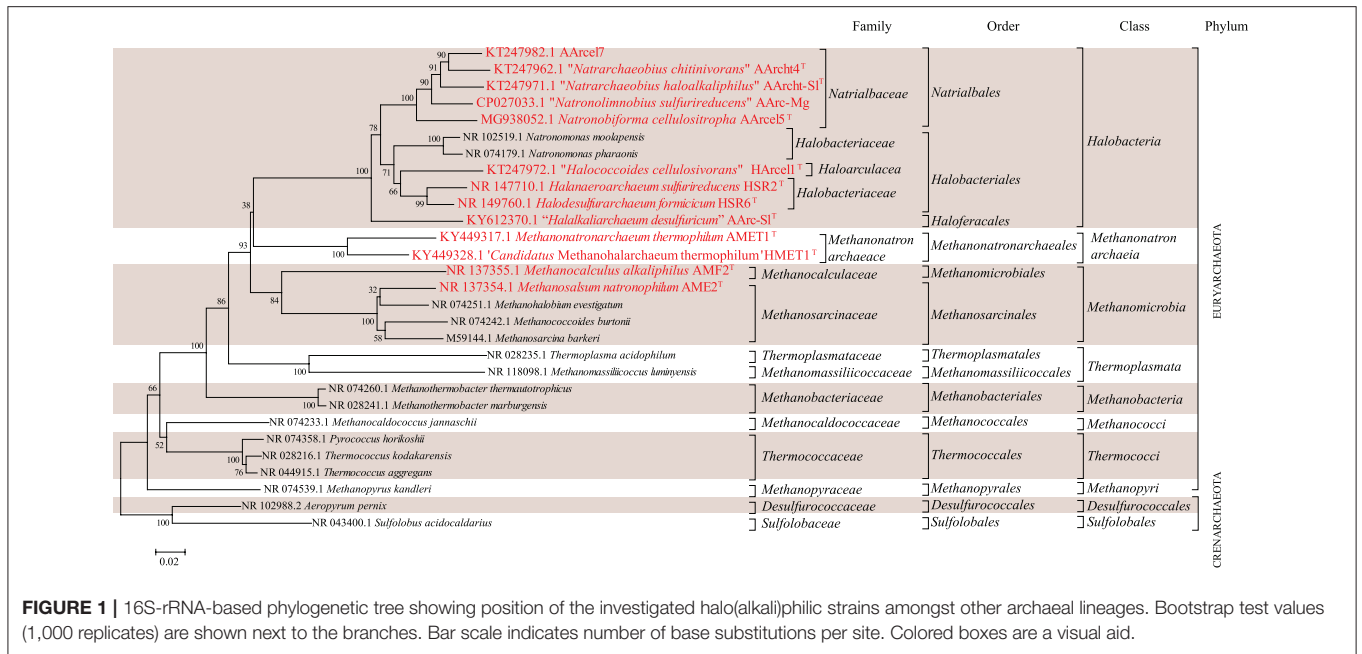 Family Order Class Phylum
90 KT247982.1 AArcel7
91 KT247962.1 "Natrarchaeobius chitinivorans" AArcht4T
90 KT247971.1 "Natrarchaeobius haloalkaliphilus" AArcht-SlT
Natrialbaceae Natrialbales
100 CP027033.1 "Natronolimnobius sulfurireducens" AArc-Mg
MG938052.1 Natronobiforma cellulositropha AArcel5T
78
100 NR 102519.1 Natronomonas moolapensis
Halobacteriaceae
Halobacteria
NR 074179.1 Natronomonas pharaonis
71 KT247972.1 "Halococcoides cellulosivorans" HArcel1T Haloarculacea
100 Halobacteriales
66 NR 147710.1 Halanaeroarchaeum sulfurireducens HSR2T
Halobacteriaceae
99 NR 149760.1 Halodesulfurarchaeum formicicum HSR6T
38 KY612370.1 “Halalkaliarchaeum desulfuricum” AArc-SlT Haloferacales
93 KY449317.1 Methanonatronarchaeum thermophilum AMET1T
Methanonatron archaeace Methanonatronarchaeales Methanonatron archaeia
100 KY449328.1 'Candidatus Methanohalarchaeum thermophilum'HMET1T
NR 137355.1 Methanocalculus alkaliphilus AMF2T Methanocalculaceae Methanomicrobiales
84 32 NR 137354.1 Methanosalsum natronophilum AME2T
86 NR 074251.1 Methanohalobium evestigatum
Methanosarcinaceae Methanosarcinales Methanomicrobia
100 NR 074242.1 Methanococcoides burtonii
58 M59144.1 Methanosarcina barkeri
EURYARCHAEOTA
100 NR 028235.1 Thermoplasma acidophilum Thermoplasmataceae Thermoplasmatales
Thermoplasmata
100 NR 118098.1 Methanomassiliicoccus luminyensis Methanomassiliicoccaceae Methanomassiliicoccales
66 NR 074260.1 Methanothermobacter thermautotrophicus
Methanobacteriaceae Methanobacteriales Methanobacteria
100 NR 028241.1 Methanothermobacter marburgensis
NR 074233.1 Methanocaldococcus jannaschii Methanocaldococcaceae Methanococcales Methanococci
52 NR 074358.1 Pyrococcus horikoshii
100 NR 028216.1 Thermococcus kodakarensis Thermococcaceae Thermococcales Thermococci
76 NR 044915.1 Thermococcus aggregans
NR 074539.1 Methanopyrus kandleri Methanopyraceae Methanopyrales Methanopyri
NR 102988.2 Aeropyrum pernix Desulfurococcaceae Desulfurococcales Desulfurococcales
100 NR 043400.1 Sulfolobus acidocaldarius Sulfolobaceae Sulfolobales Sulfolobales
CRENARCHAEOTA
0.02
FIGURE 1 | 16S-rRNA-based phylogenetic tree showing position of the investigated halo(alkali)philic strains amongst other archaeal lineages. Bootstrap test values
(1,000 replicates) are shown next to the branches. Bar scale indicates number of base substitutions per site. Colored boxes are a visual aid.